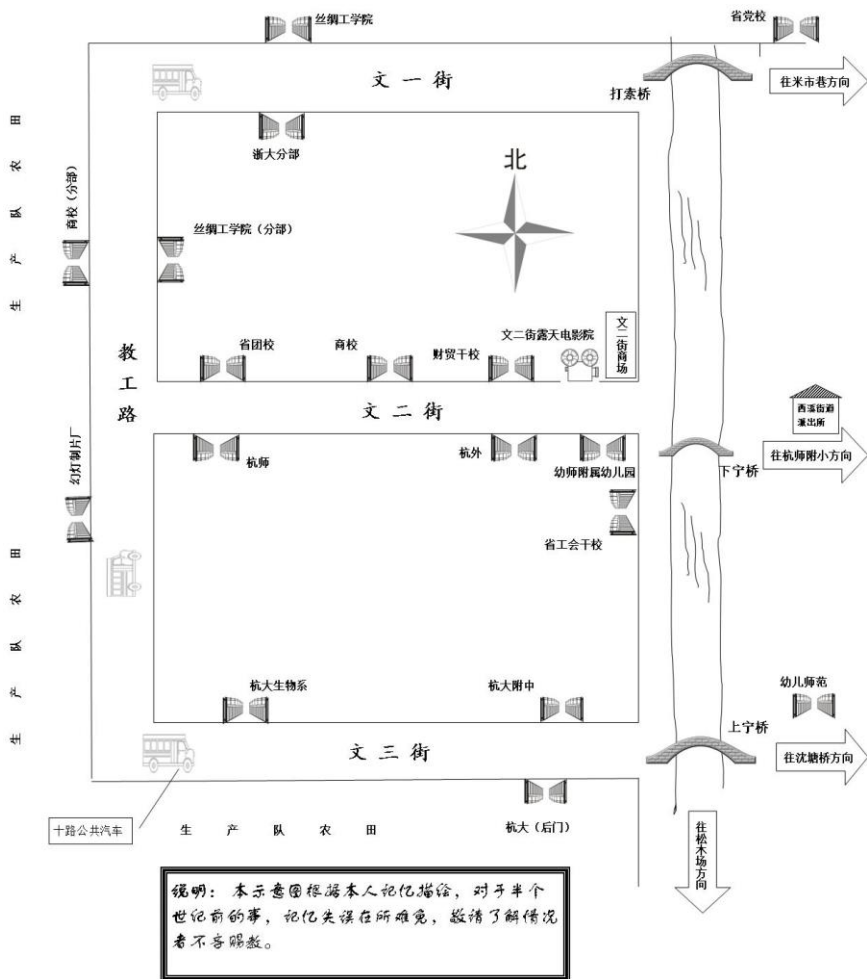 丝绸工学院
省党校
文一街
打素桥
往米市巷方向
浙大分部
北
生产队农田
商校（分部）
丝绸工学院（分部）
教工路
省团校
商校
财贸干校
文二街露天电影院
文二街商场
文二街
西溪街道
派出所
往杭师附小方向
下宁桥
杭师
杭外
幼师附属幼儿园
幻灯制片厂
省工会干校
生产队农田
杭大生物系
杭大附中
幼儿师范
上宁桥
文三街
往沈塘桥方向
十路公共汽车
生产队农田
杭大（后门）
往松木场方向
说明：本示意图根据本人记忆描绘，对于半个
世纪前的事，记忆失误在所难免，敬请了解情况
者不吝赐教。